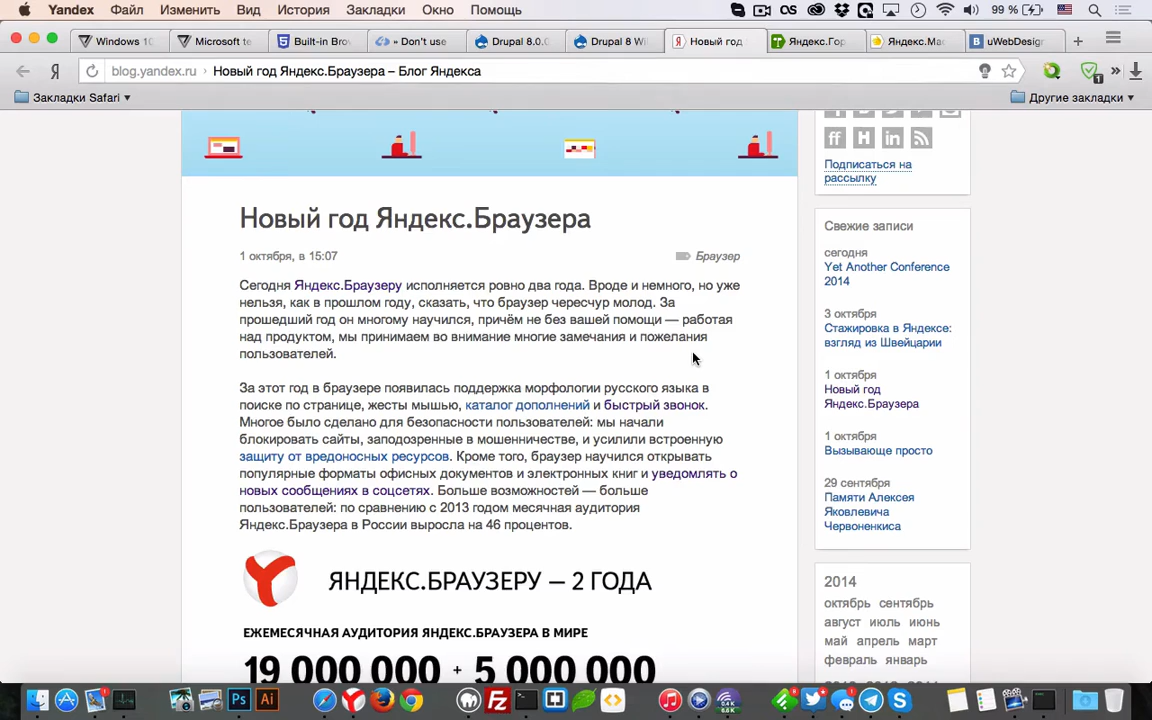 Yandex Файл Изменить Вид История Закладки Окно Помощь 99 %
Windows 10 Microsoft te Built-in Bro » Don't use Drupal 8.0.0 Drupal 8 Wil Новый год Яндекс.Гор Яндекс.Мас uWebDesign
blog.yandex.ru › Новый год Яндекс.Браузера – Блог Яндекса
1
Закладки Safari
Другие закладки
Новый год Яндекс.Браузера
1 октября, в 15:07
Браузер
Сегодня Яндекс.Браузеру исполняется ровно два года. Вроде и немного, но уже
нельзя, как в прошлом году, сказать, что браузер чересчур молод. За
прошедший год он многому научился, причём не без вашей помощи — работая
над продуктом, мы принимаем во внимание многие замечания и пожелания
пользователей.
За этот год в браузере появилась поддержка морфологии русского языка в
поиске по странице, жесты мышью, каталог дополнений и быстрый звонок.
Многое было сделано для безопасности пользователей: мы начали
блокировать сайты, заподозренные в мошенничестве, и усилили встроенную
защиту от вредоносных ресурсов. Кроме того, браузер научился открывать
популярные форматы офисных документов и электронных книг и уведомлять о
новых сообщениях в соцсетях. Больше возможностей — больше
пользователей: по сравнению с 2013 годом месячная аудитория
Яндекс.Браузера в России выросла на 46 процентов.
ЯНДЕКС.БРАУЗЕРУ — 2 ГОДА
ЕЖЕМЕСЯЧНАЯ АУДИТОРИЯ ЯНДЕКС.БРАУЗЕРА В МИРЕ
19 000 000 + 5 000 000
Подписаться на
рассылку
Свежие записи
сегодня
Yet Another Conference
2014
3 октября
Стажировка в Яндексе:
взгляд из Швейцарии
1 октября
Новый год
Яндекс.Браузера
1 октября
Вызывающе просто
29 сентября
Памяти Алексея
Яковлевича
Червоненкиса
2014
октябрь сентябрь
август июль июнь
май апрель март
февраль январь